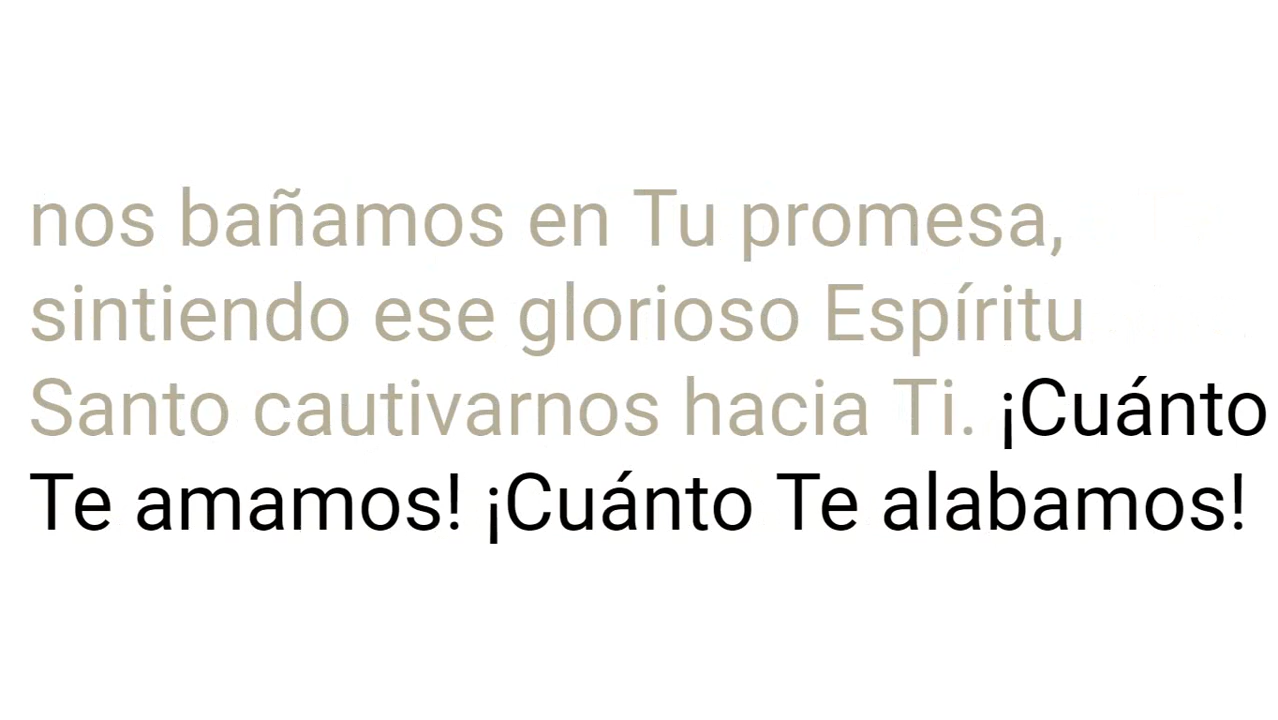 nos bañamos en Tu promesa,
sintiendo ese glorioso Espíritu
Santo cautivarnos hacia Ti. ¡Cuánto
Te amamos! ¡Cuánto Te alabamos!